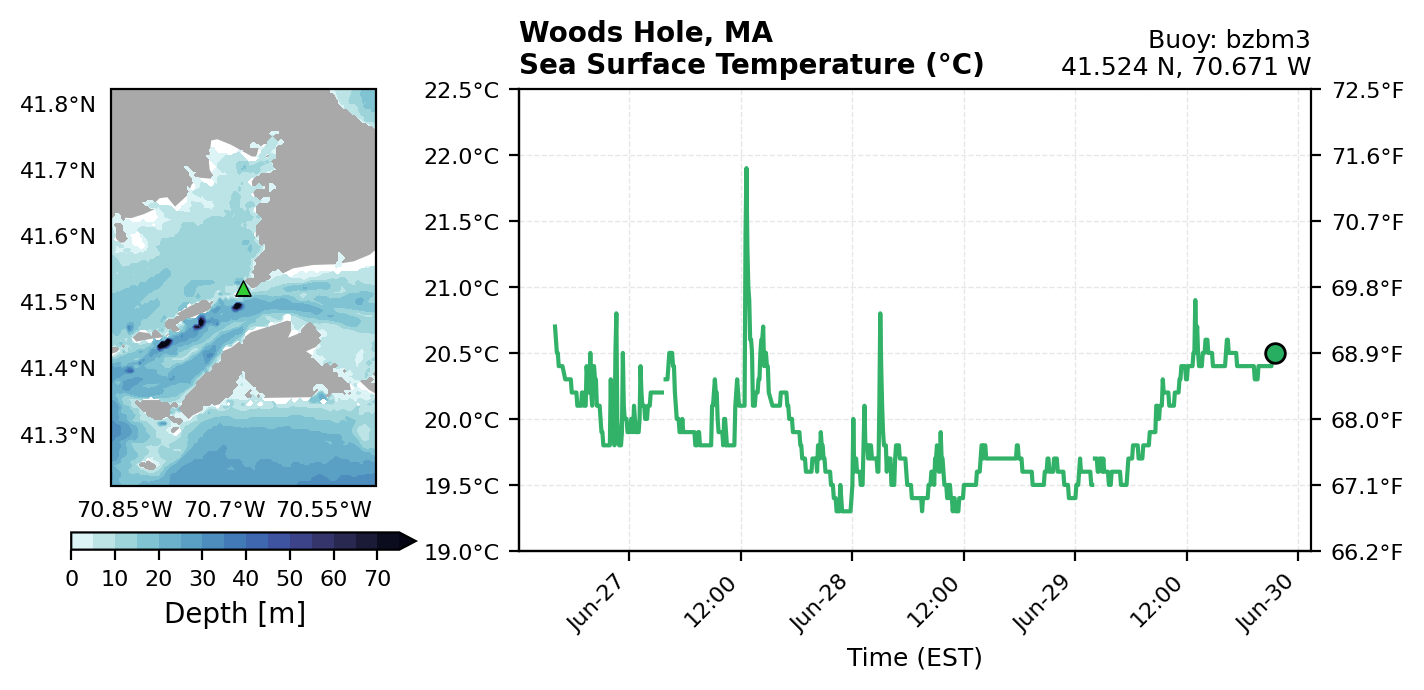 Woods Hole, MA
Sea Surface Temperature (°C)
Buoy: bzbm3
41.524 N, 70.671 W
41.8°N
41.7°N
41.6°N
41.5°N
41.4°N
41.3°N
70.85°W 70.7°W 70.55°W
0 10 20 30 40 50 60 70
Depth [m]
22.5°C
22.0°C
21.5°C
21.0°C
20.5°C
20.0°C
19.5°C
19.0°C
72.5°F
71.6°F
70.7°F
69.8°F
68.9°F
68.0°F
67.1°F
66.2°F
Jun-27 12:00 Jun-28 12:00 Jun-29 12:00 Jun-30
Time (EST)